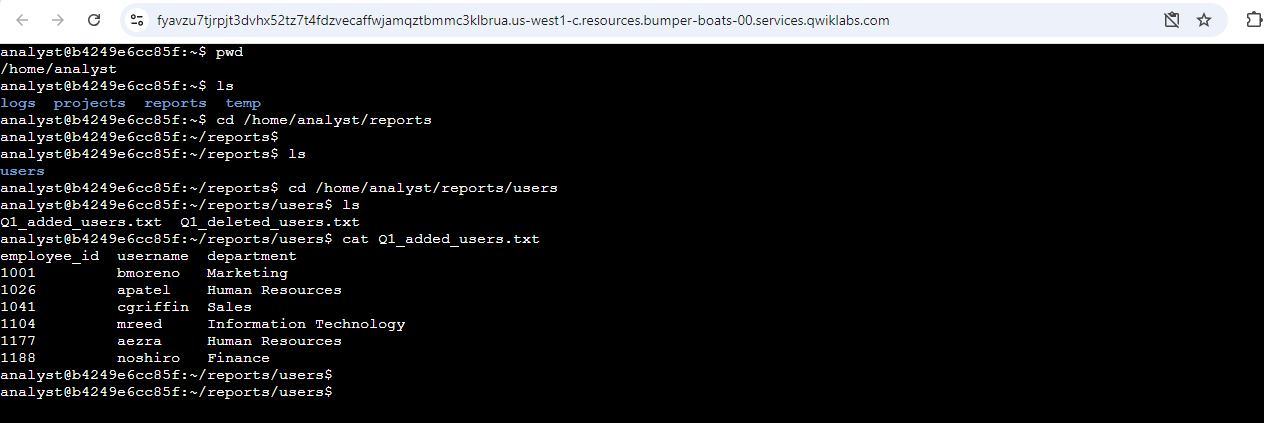 fyavzu7tjrpjt3dvhx52tz7t4fdzvecaffwjamqztbmmc3klbrua.us-west1-c.resources.bumper-boats-00.services.qwiklabs.com
analyst@b4249e6cc85f:~$ pwd
/home/analyst
analyst@b4249e6cc85f:~$ ls
logs  projects  reports  temp
analyst@b4249e6cc85f:~$ cd /home/analyst/reports
analyst@b4249e6cc85f:~/reports$
analyst@b4249e6cc85f:~/reports$ ls
users
analyst@b4249e6cc85f:~/reports$ cd /home/analyst/reports/users
analyst@b4249e6cc85f:~/reports/users$ ls
Q1_added_users.txt  Q1_deleted_users.txt
analyst@b4249e6cc85f:~/reports/users$ cat Q1_added_users.txt
employee_id  username  department
1001         bmoreno   Marketing
1026         apatel    Human Resources
1041         cgriffin  Sales
1104         mreed     Information Technology
1177         aezra     Human Resources
1188         noshiro   Finance
analyst@b4249e6cc85f:~/reports/users$
analyst@b4249e6cc85f:~/reports/users$